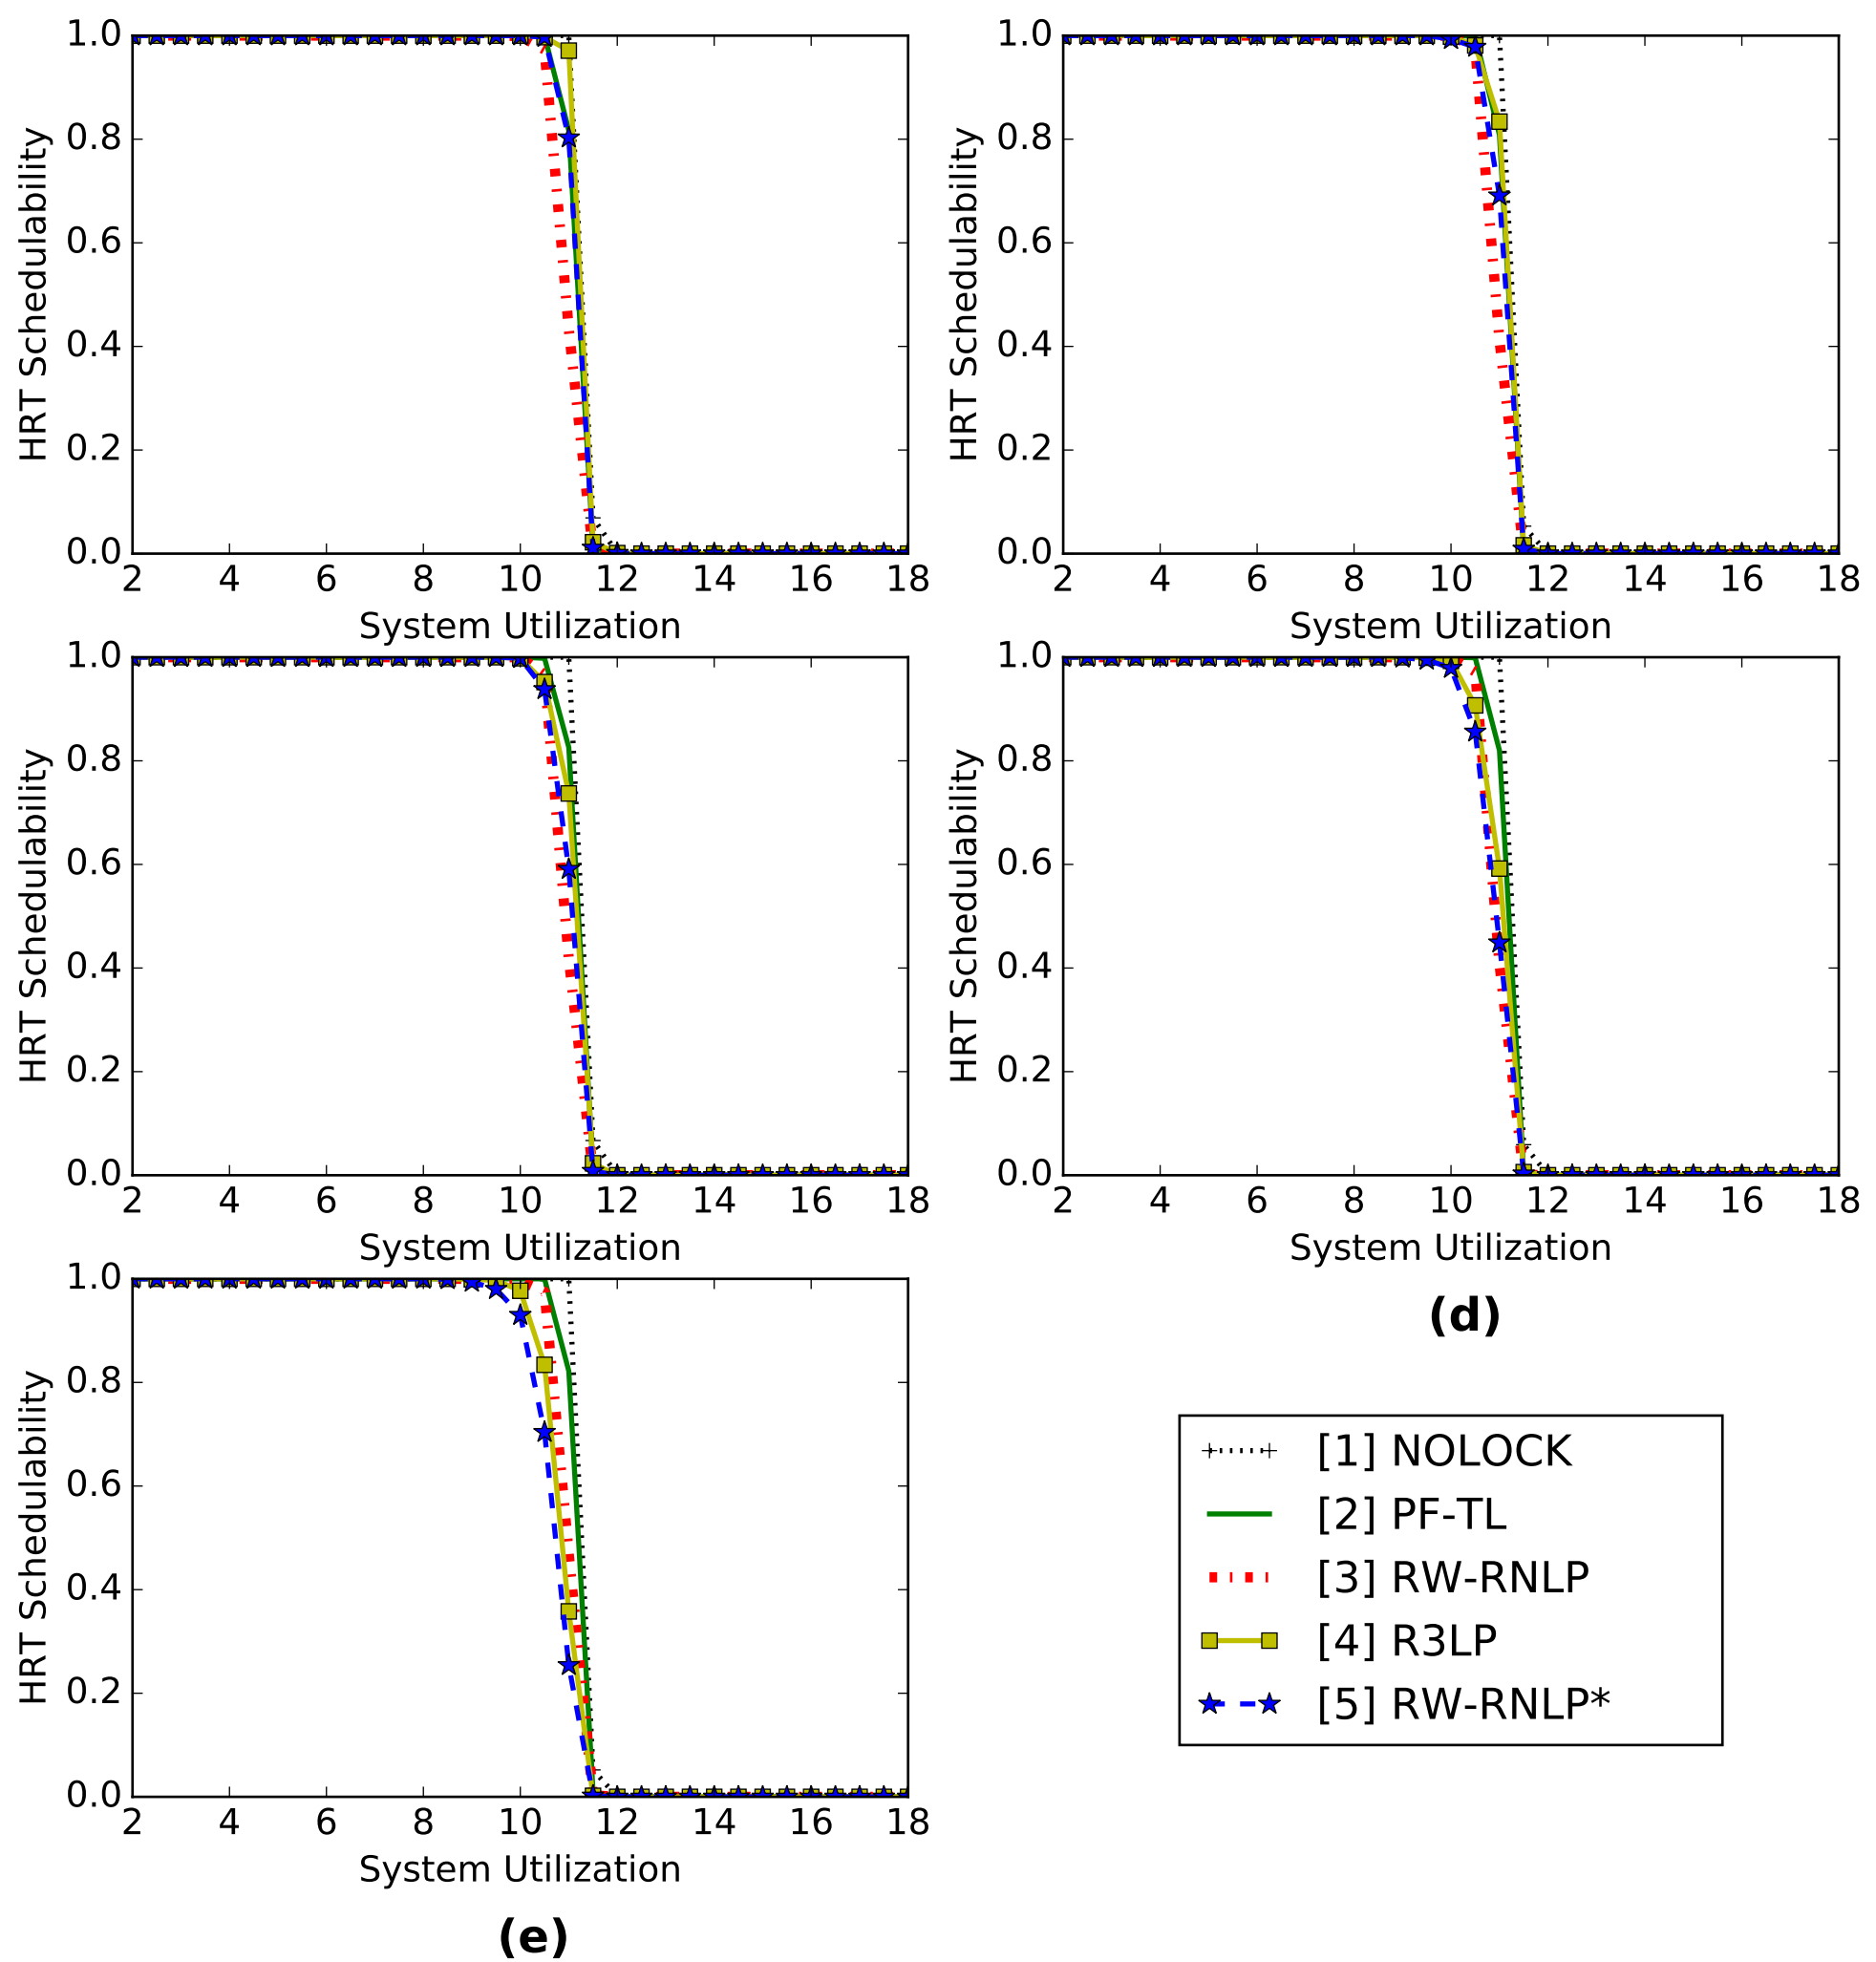 1.0
0.8
0.6
0.4
0.2
0.0
HRT Schedulability
2 4 6 8 10 12 14 16 18
System Utilization
1.0
0.8
0.6
0.4
0.2
0.0
HRT Schedulability
2 4 6 8 10 12 14 16 18
System Utilization
1.0
0.8
0.6
0.4
0.2
0.0
HRT Schedulability
2 4 6 8 10 12 14 16 18
System Utilization
1.0
0.8
0.6
0.4
0.2
0.0
HRT Schedulability
2 4 6 8 10 12 14 16 18
System Utilization
(d)
1.0
0.8
0.6
0.4
0.2
0.0
HRT Schedulability
2 4 6 8 10 12 14 16 18
System Utilization
(e)
[1] NOLOCK
[2] PF-TL
[3] RW-RNLP
[4] R3LP
[5] RW-RNLP*